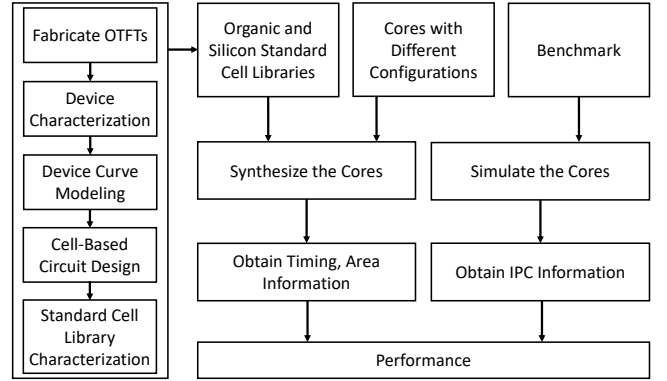 Fabricate OTFTs
Device
Characterization
Device Curve
Modeling
Cell-Based
Circuit Design
Standard Cell
Library
Characterization
Organic and
Silicon Standard
Cell Libraries
Cores with
Different
Configurations
Benchmark
Synthesize the Cores
Simulate the Cores
Obtain Timing, Area
Information
Obtain IPC Information
Performance